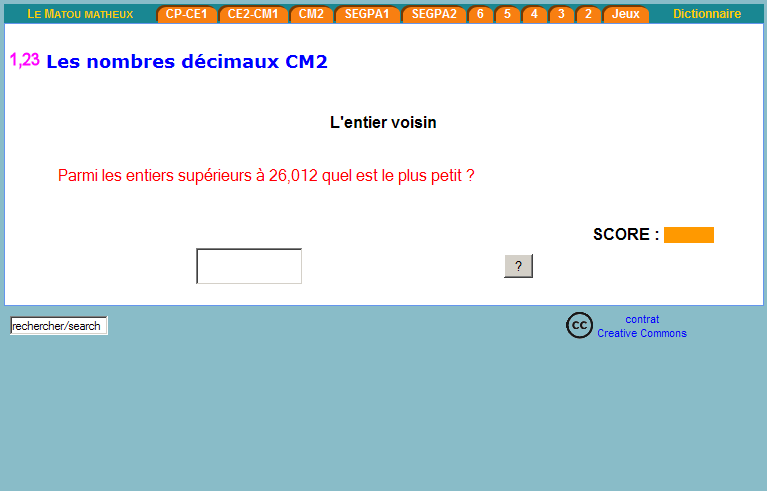 LE MATOU MATHEUX CP-CE1 CE2-CM1 CM2 SEGPA1 SEGPA2 6 5 4 3 2 Jeux Dictionnaire
1,23 Les nombres décimaux CM2
L'entier voisin
Parmi les entiers supérieurs à 26,012 quel est le plus petit ?
SCORE :
?
rechercher/search
cc contrat
Creative Commons